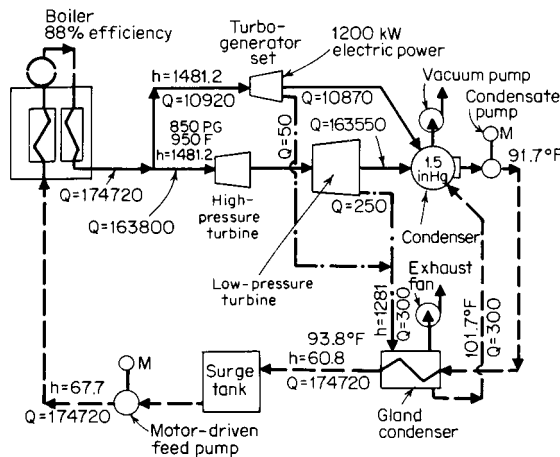 Boiler
88% efficiency
Turbo-
generator
set
1200 kW
electric power
h=1481.2
Q=10920
Q=10870
Vacuum pump
Condensate
pump
M
850 PG
950 F
h=1481.2
Q=50
Q=163550
1.5
inHg
91.7°F
Q=174720
Q=163800
High-
pressure
turbine
Q=250
Condenser
Low-pressure
turbine
Exhaust
fan
h=1281
Q=300
101.7°F
Q=300
93.8°F
h=60.8
Q=174720
M
h=67.7
Q=174720
Surge
tank
Gland
condenser
Motor-driven
feed pump